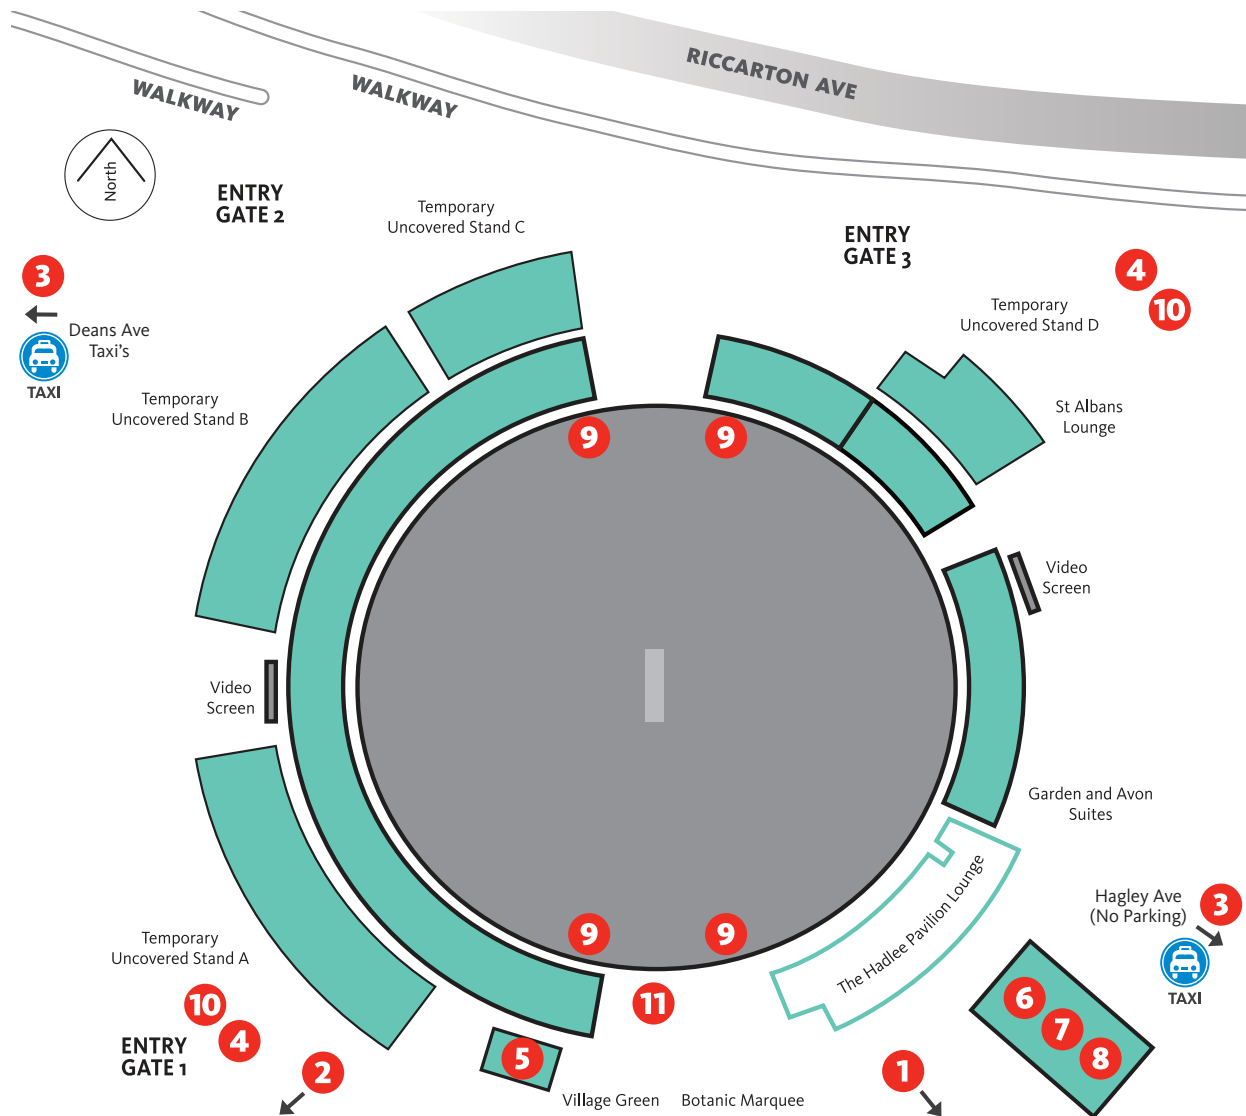 RICCARTON AVE
WALKWAY
WALKWAY
North
ENTRY
GATE 2
Temporary
Uncovered Stand C
ENTRY
GATE 3
3
4
10
Deans Ave
Taxi's
TAXI
Temporary
Uncovered Stand D
Temporary
Uncovered Stand B
St Albans
Lounge
9
9
Video
Screen
Video
Screen
Garden and Avon
Suites
The Hadlee Pavilion Lounge
Hagley Ave
(No Parking)
3
TAXI
Temporary
Uncovered Stand A
9
9
10
4
11
6
7
8
ENTRY
GATE 1
2
5
1
Village Green
Botanic Marquee